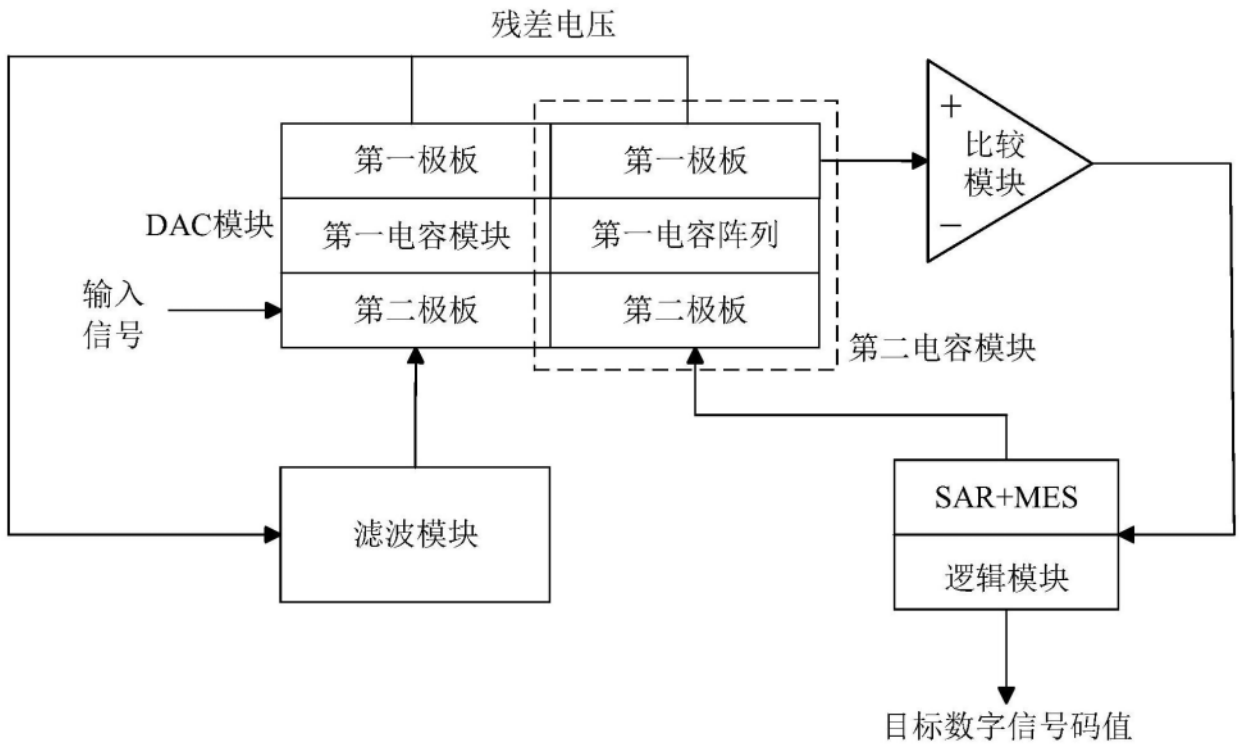 残差电压
第一极板
第一极板
+
比较
模块
−
DAC模块
第一电容模块
第一电容阵列
输入
信号
第二极板
第二极板
第二电容模块
滤波模块
SAR+MES
逻辑模块
目标数字信号码值